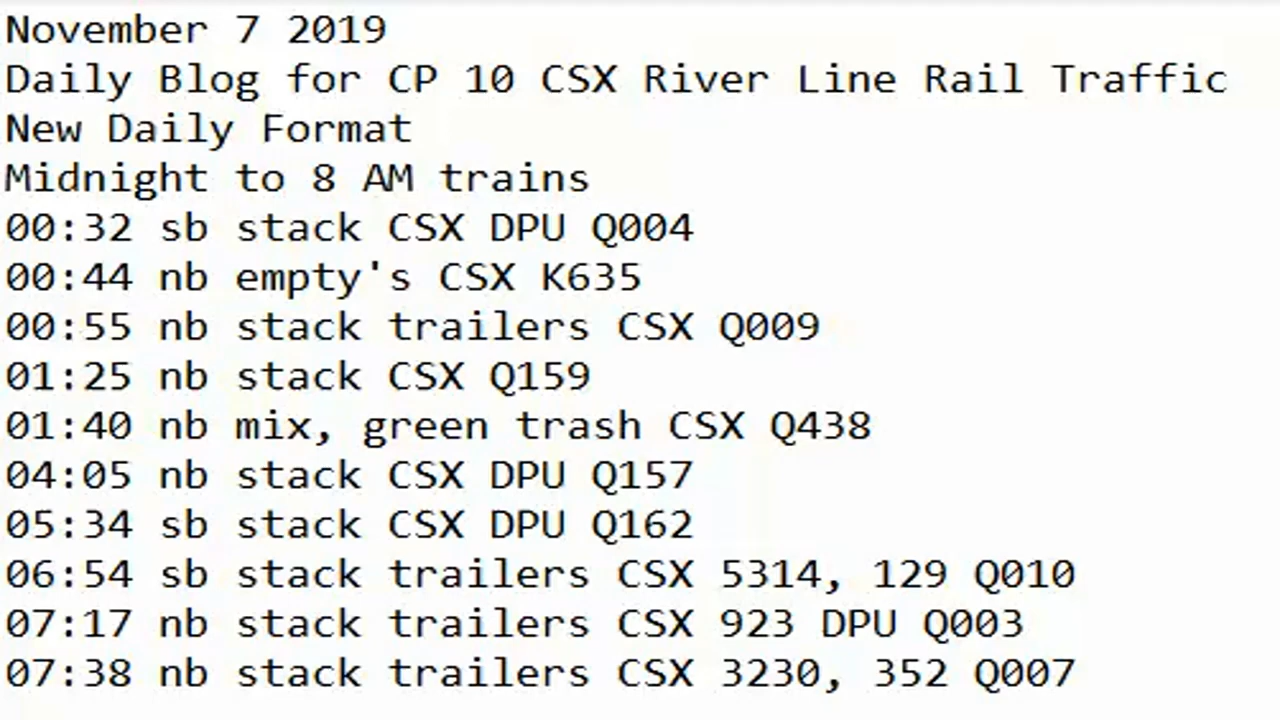 November 7 2019
Daily Blog for CP 10 CSX River Line Rail Traffic
New Daily Format
Midnight to 8 AM trains
00:32 sb stack CSX DPU Q004
00:44 nb empty's CSX K635
00:55 nb stack trailers CSX Q009
01:25 nb stack CSX Q159
01:40 nb mix, green trash CSX Q438
04:05 nb stack CSX DPU Q157
05:34 sb stack CSX DPU Q162
06:54 sb stack trailers CSX 5314, 129 Q010
07:17 nb stack trailers CSX 923 DPU Q003
07:38 nb stack trailers CSX 3230, 352 Q007